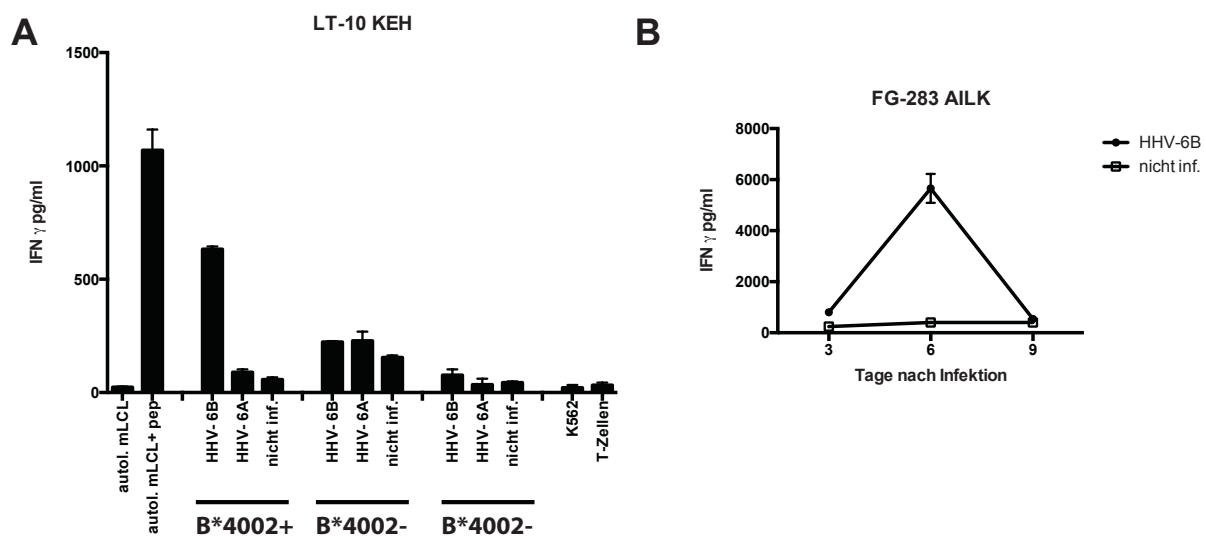 A
LT-10 KEH
IFN γ pg/ml
1500
1000
500
0
autol. mLCL
autol. mLCL+ pep
HHV- 6B
HHV- 6A
nicht inf.
HHV- 6B
HHV- 6A
nicht inf.
HHV- 6B
HHV- 6A
nicht inf.
K562
T-Zellen
B*4002+
B*4002-
B*4002-
B
FG-283 AILK
IFN γ pg/ml
8000
6000
4000
2000
0
3
6
9
Tage nach Infektion
HHV-6B
nicht inf.